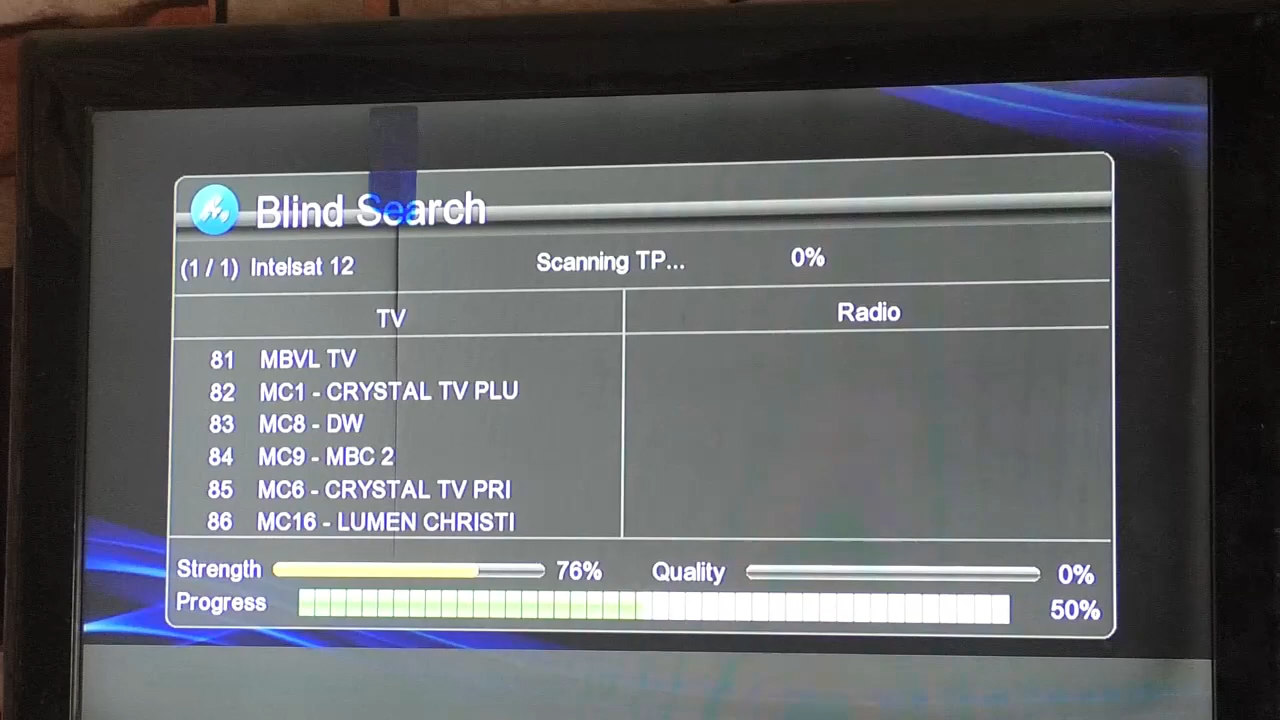 Blind Search
(1 / 1) Intelsat 12 Scanning TP... 0%
TV Radio
81 MBVL TV
82 MC1 - CRYSTAL TV PLU
83 MC8 - DW
84 MC9 - MBC 2
85 MC6 - CRYSTAL TV PRI
86 MC16 - LUMEN CHRISTI
Strength 76% Quality 0%
Progress 50%